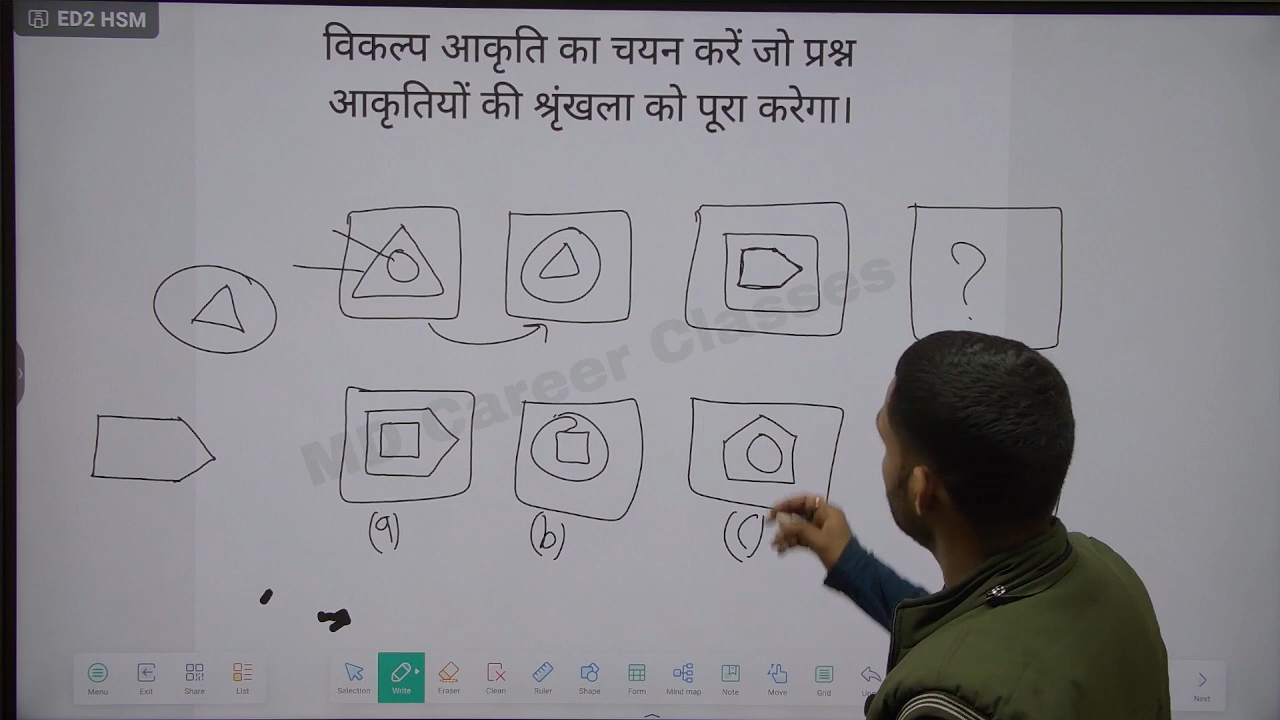 ED2 HSM
विकल्प आकृति का चयन करें जो प्रश्न
आकृतियों की श्रृंखला को पूरा करेगा।
?
MD Career Classes
(a) (b) (c)
Menu Exit Share List Selection Write Eraser Clean Ruler Shape Form Mind map Note Move Grid Next